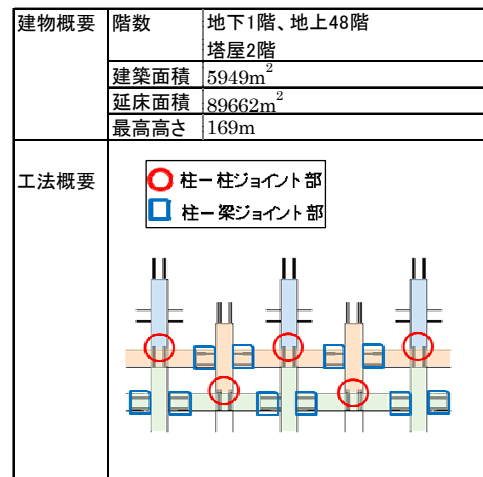 建物概要 階数 地下1階、地上48階
塔屋2階
建築面積 5949m²
延床面積 89662m²
最高高さ 169m
工法概要
柱ー柱ジョイント部
柱ー梁ジョイント部